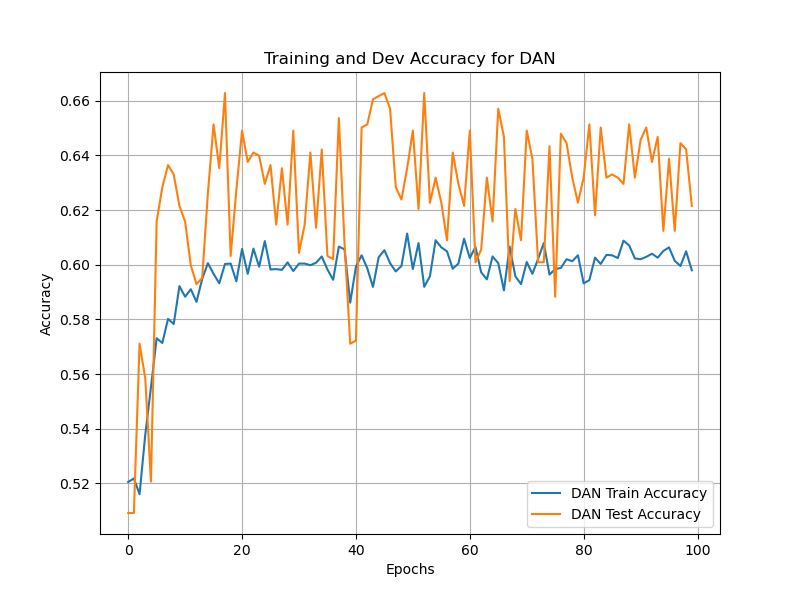 Training and Dev Accuracy for DAN
Accuracy
0.66
0.64
0.62
0.60
0.58
0.56
0.54
0.52
0
20
40
60
80
100
Epochs
DAN Train Accuracy
DAN Test Accuracy